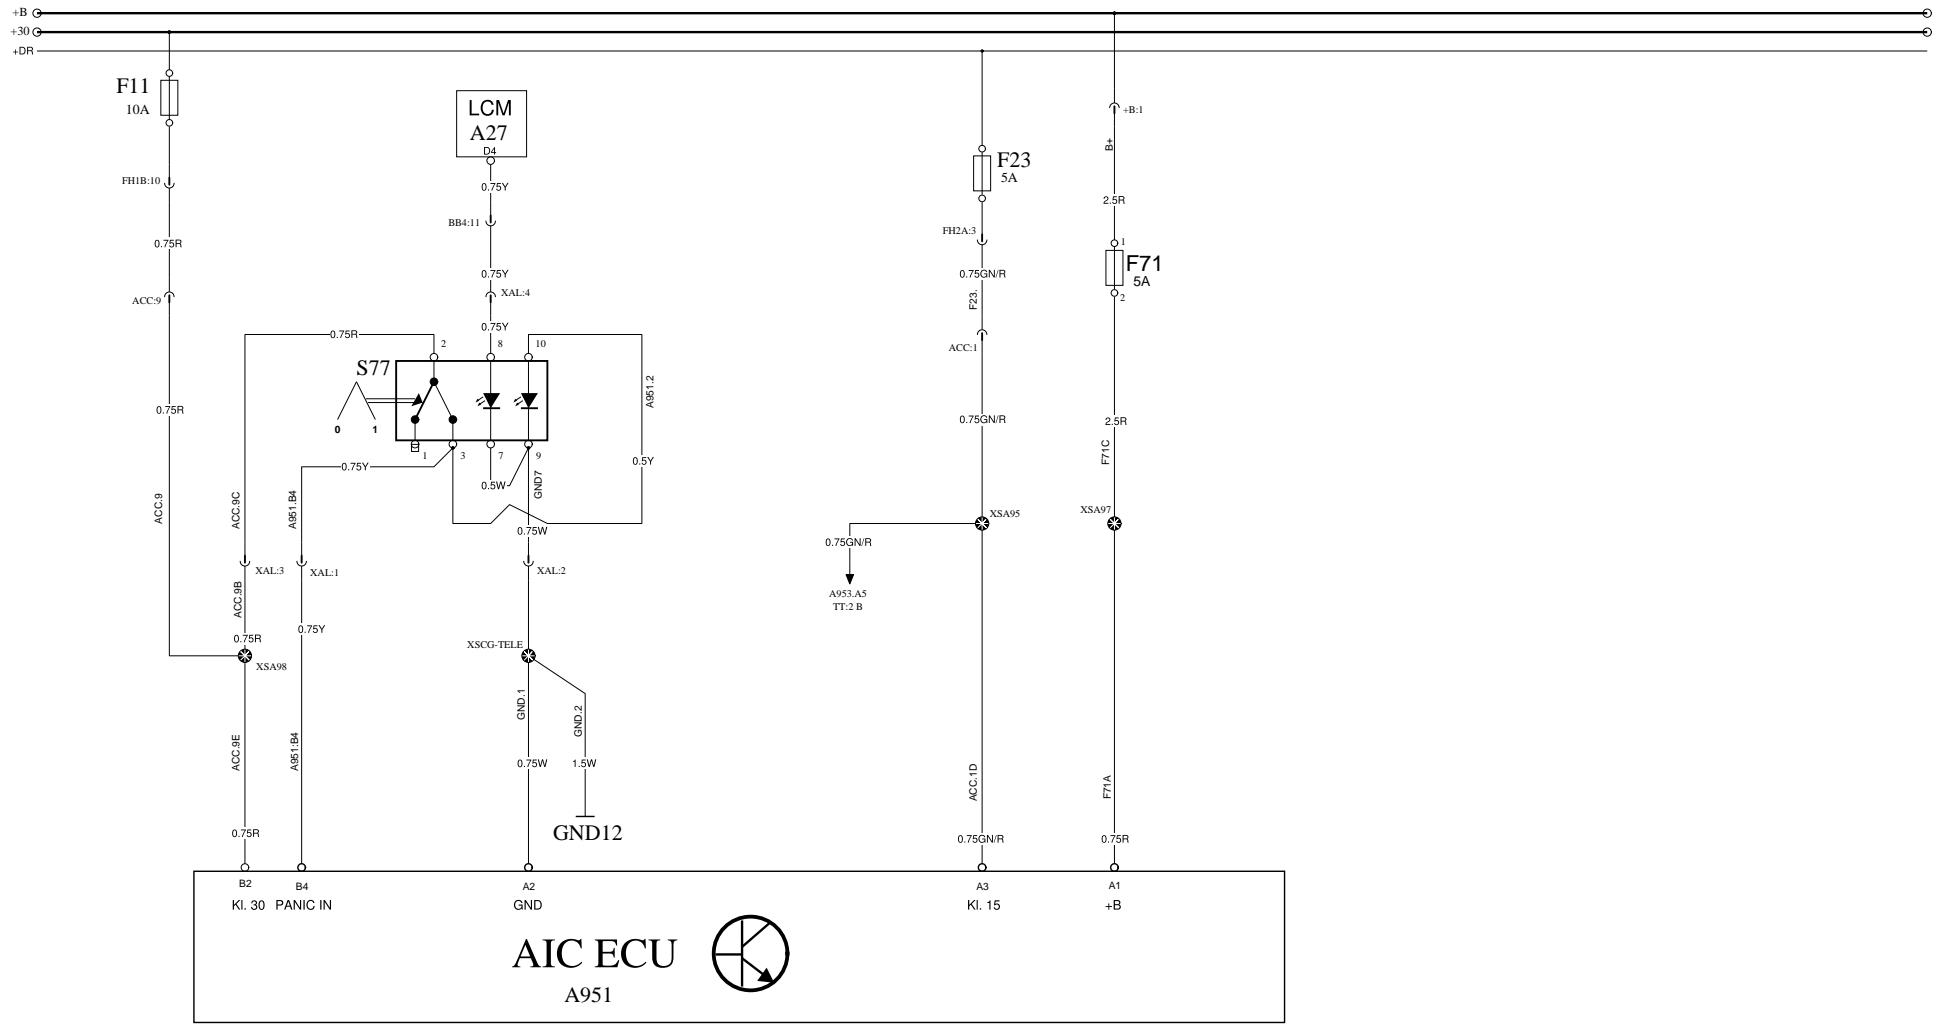 +B
+30
+DR
F11
10A
FH1B:10
0.75R
ACC:9
0.75R
ACC.9
LCM
A27
D4
0.75Y
BB4:11
0.75Y
XAL:4
0.75Y
0.75R
2
8
10
S77
0
1
1
3
7
9
0.75Y
0.5W
GND7
0.75W
A951.2
0.5Y
ACC.9C
A951.B4
XAL:3
XAL:1
XAL:2
ACC.9B
0.75R
0.75Y
XSA98
XSCG-TELE
GND.1
GND.2
0.75W
1.5W
GND12
ACC.9E
A951:B4
0.75R
F23
5A
FH2A:3
0.75GN/R
F23.
ACC:1
0.75GN/R
XSA95
0.75GN/R
A953.A5
TT:2 B
ACC.1D
0.75GN/R
+B:1
B+
2.5R
1
F71
5A
2
2.5R
F71C
XSA97
F71A
0.75R
B2
B4
A2
A3
A1
Kl. 30
PANIC IN
GND
Kl. 15
+B
AIC ECU
A951